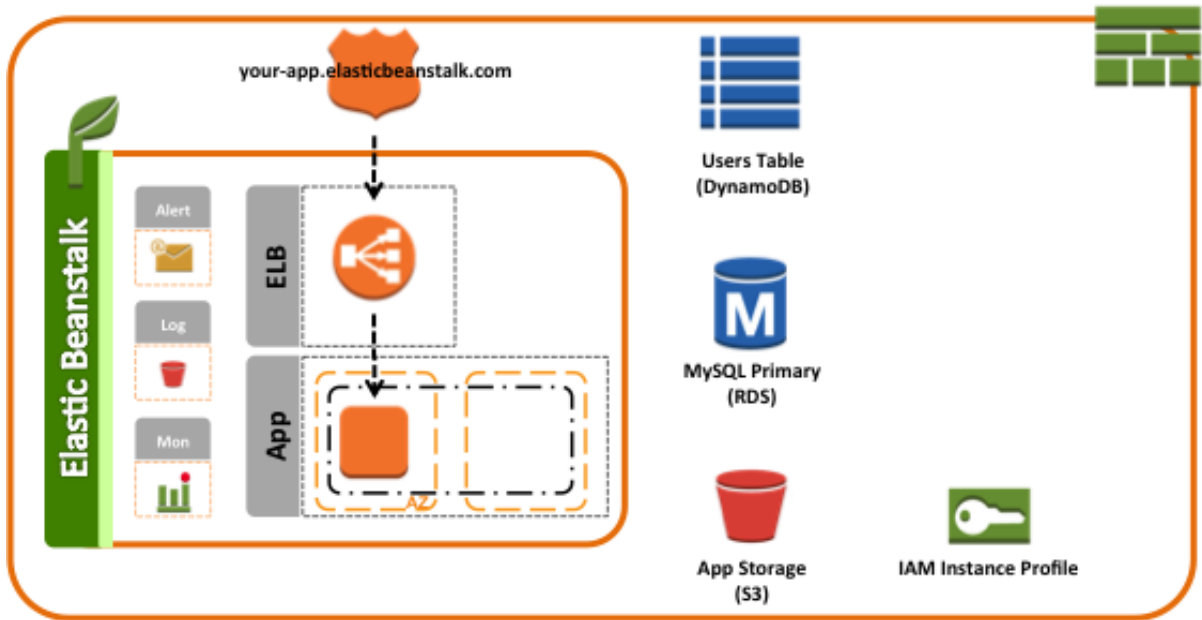 your-app.elasticbeanstalk.com
Elastic Beanstalk
Alert
Log
Mon
ELB
App
AZ
Users Table
(DynamoDB)
M
MySQL Primary
(RDS)
App Storage
(S3)
IAM Instance Profile